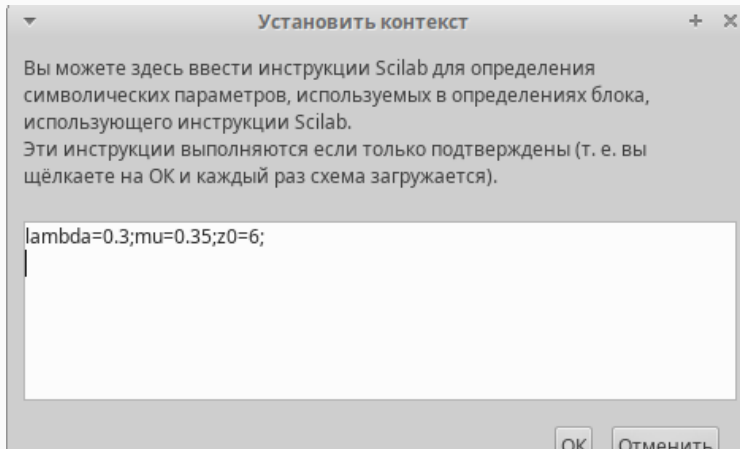 Установить контекст
Вы можете здесь ввести инструкции Scilab для определения
символических параметров, используемых в определениях блока,
использующего инструкции Scilab.
Эти инструкции выполняются если только подтверждены (т. е. вы
щёлкаете на ОК и каждый раз схема загружается).
lambda=0.3;mu=0.35;z0=6;
ОК Отменить